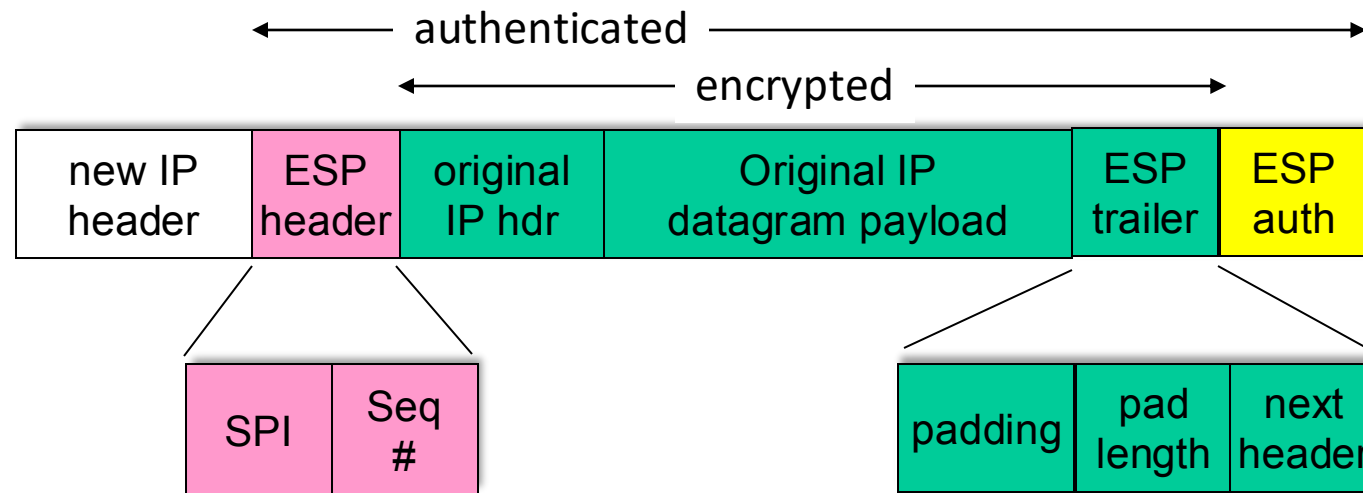 authenticated
encrypted
new IP
header
ESP
header
original
IP hdr
Original IP
datagram payload
ESP
trailer
ESP
auth
SPI
Seq
#
padding
pad
length
next
header